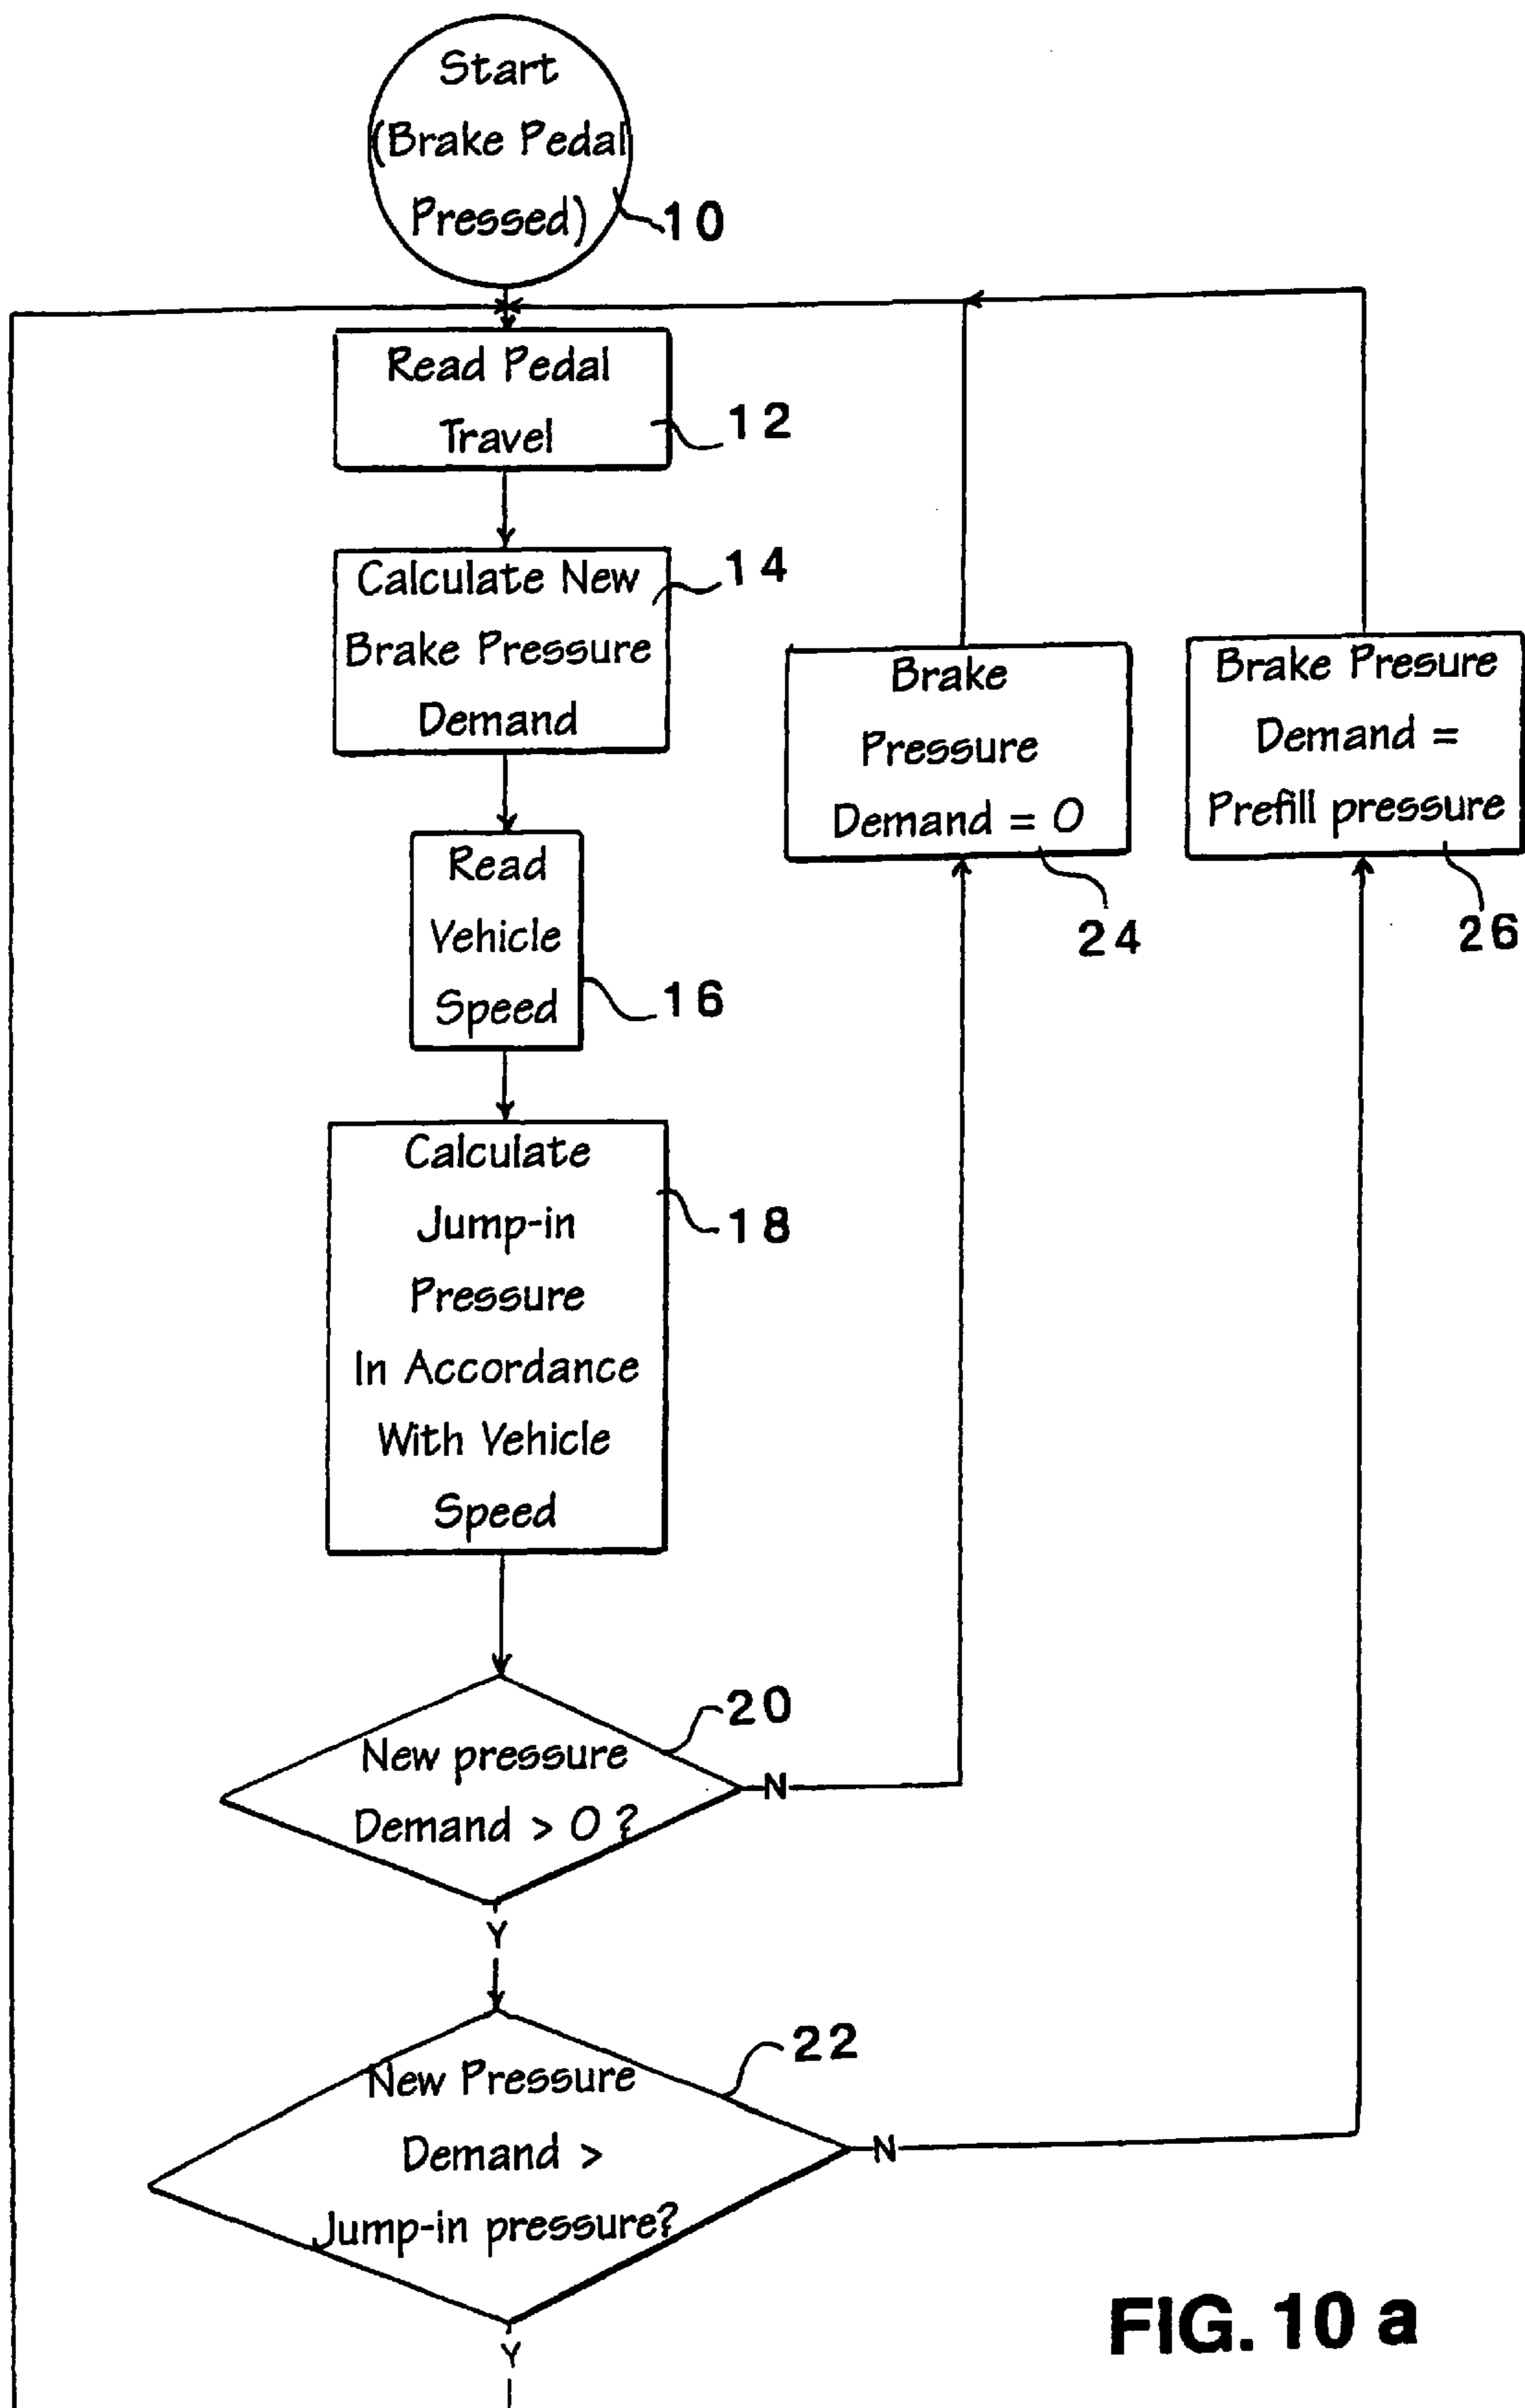 Start
(Brake Pedal
Pressed)
10
Read Pedal
Travel
12
Calculate New
Brake Pressure
Demand
14
Read
Vehicle
Speed
16
Calculate
Jump-in
Pressure
In Accordance
With Vehicle
Speed
18
Brake
Pressure
Demand = 0
24
Brake Presure
Demand =
Prefill pressure
26
New pressure
Demand > 0 ?
20
N
Y
New Pressure
Demand >
Jump-in pressure?
22
N
Y
FIG. 10 a